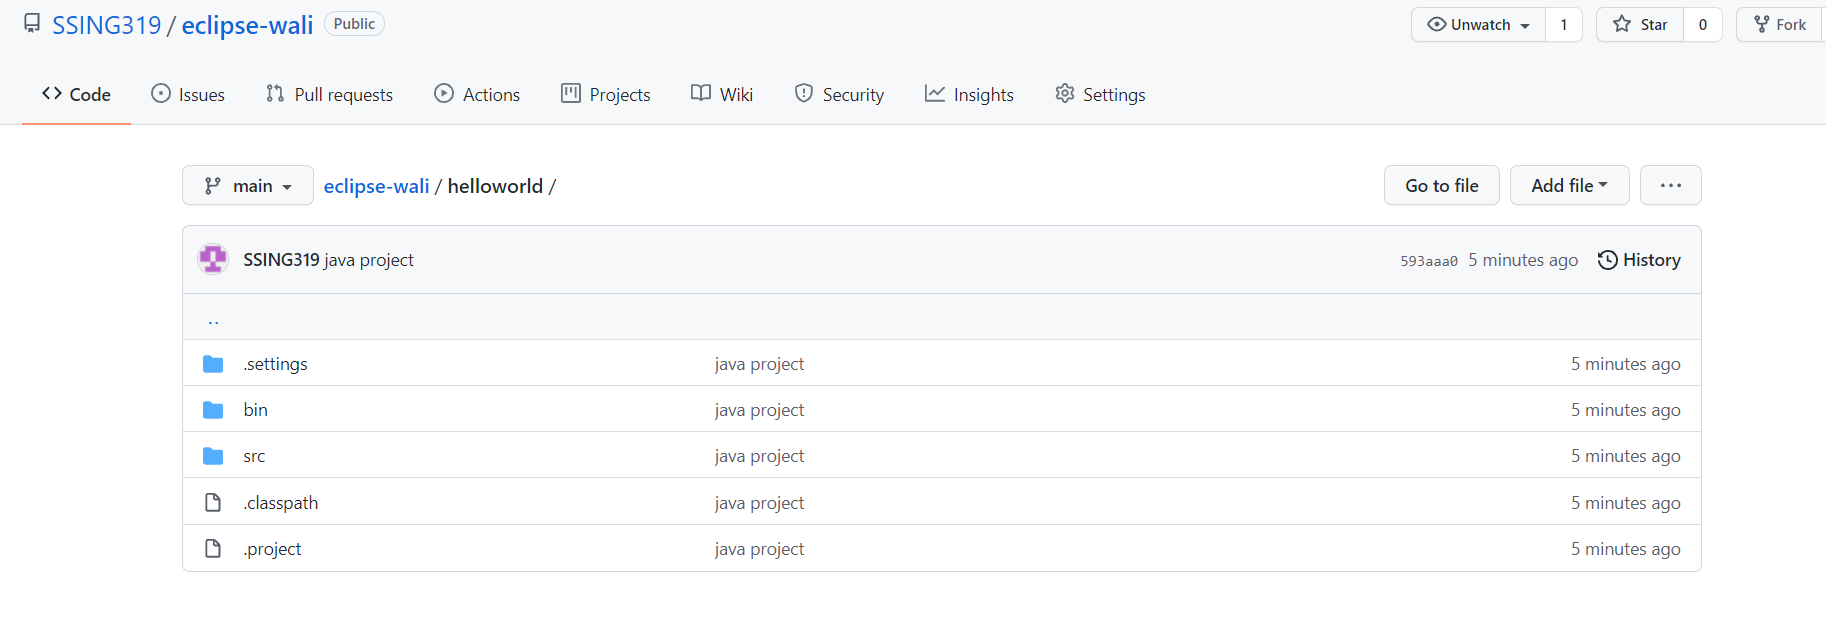 SSING319 / eclipse-wali Public Unwatch 1 Star 0 Fork
Code Issues Pull requests Actions Projects Wiki Security Insights Settings
main eclipse-wali / helloworld / Go to file Add file ...
SSING319 java project 593aaa0 5 minutes ago History
..
.settings java project 5 minutes ago
bin java project 5 minutes ago
src java project 5 minutes ago
.classpath java project 5 minutes ago
.project java project 5 minutes ago